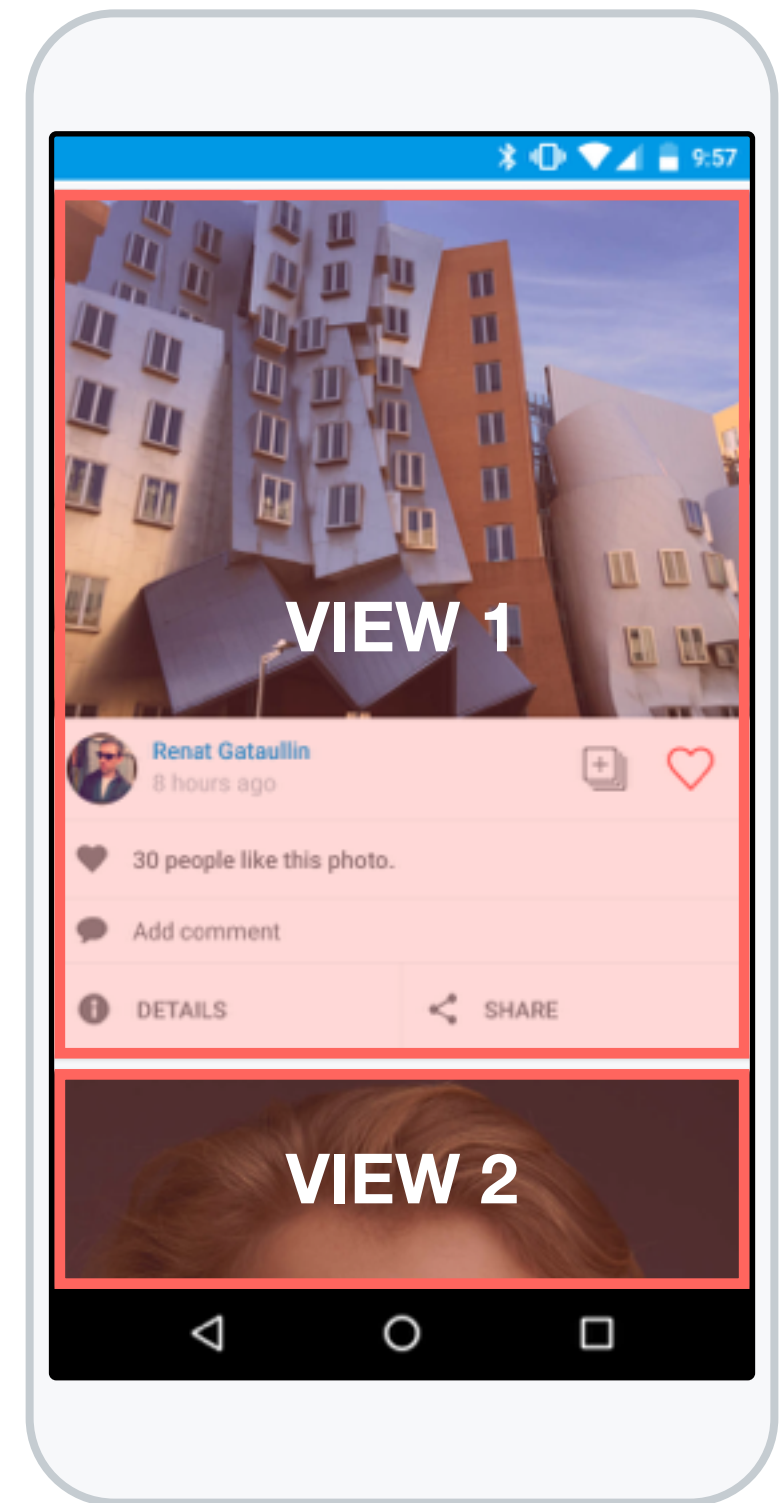 9:57
VIEW 1
Renat Gataullin
8 hours ago
30 people like this photo.
Add comment
DETAILS
SHARE
VIEW 2